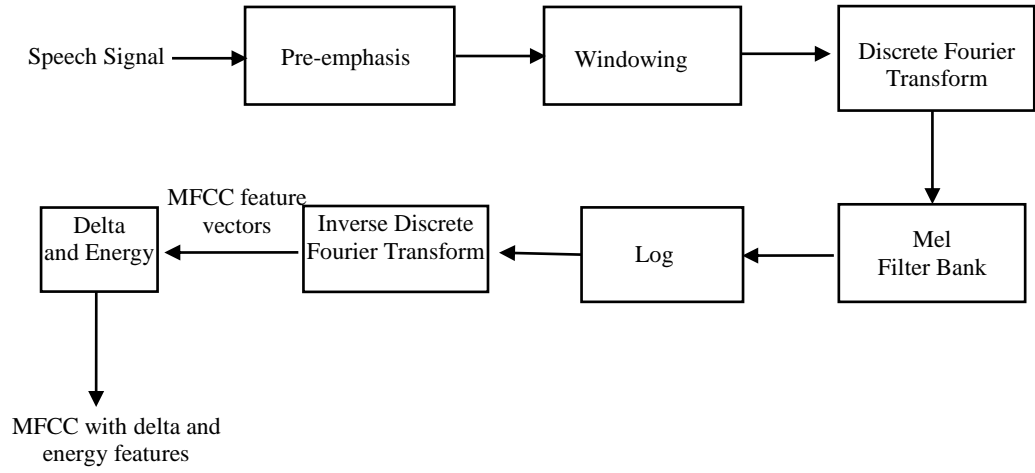 Speech Signal
Pre-emphasis
Windowing
Discrete Fourier
Transform
MFCC feature
vectors
Delta
and Energy
Inverse Discrete
Fourier Transform
Log
Mel
Filter Bank
MFCC with delta and
energy features